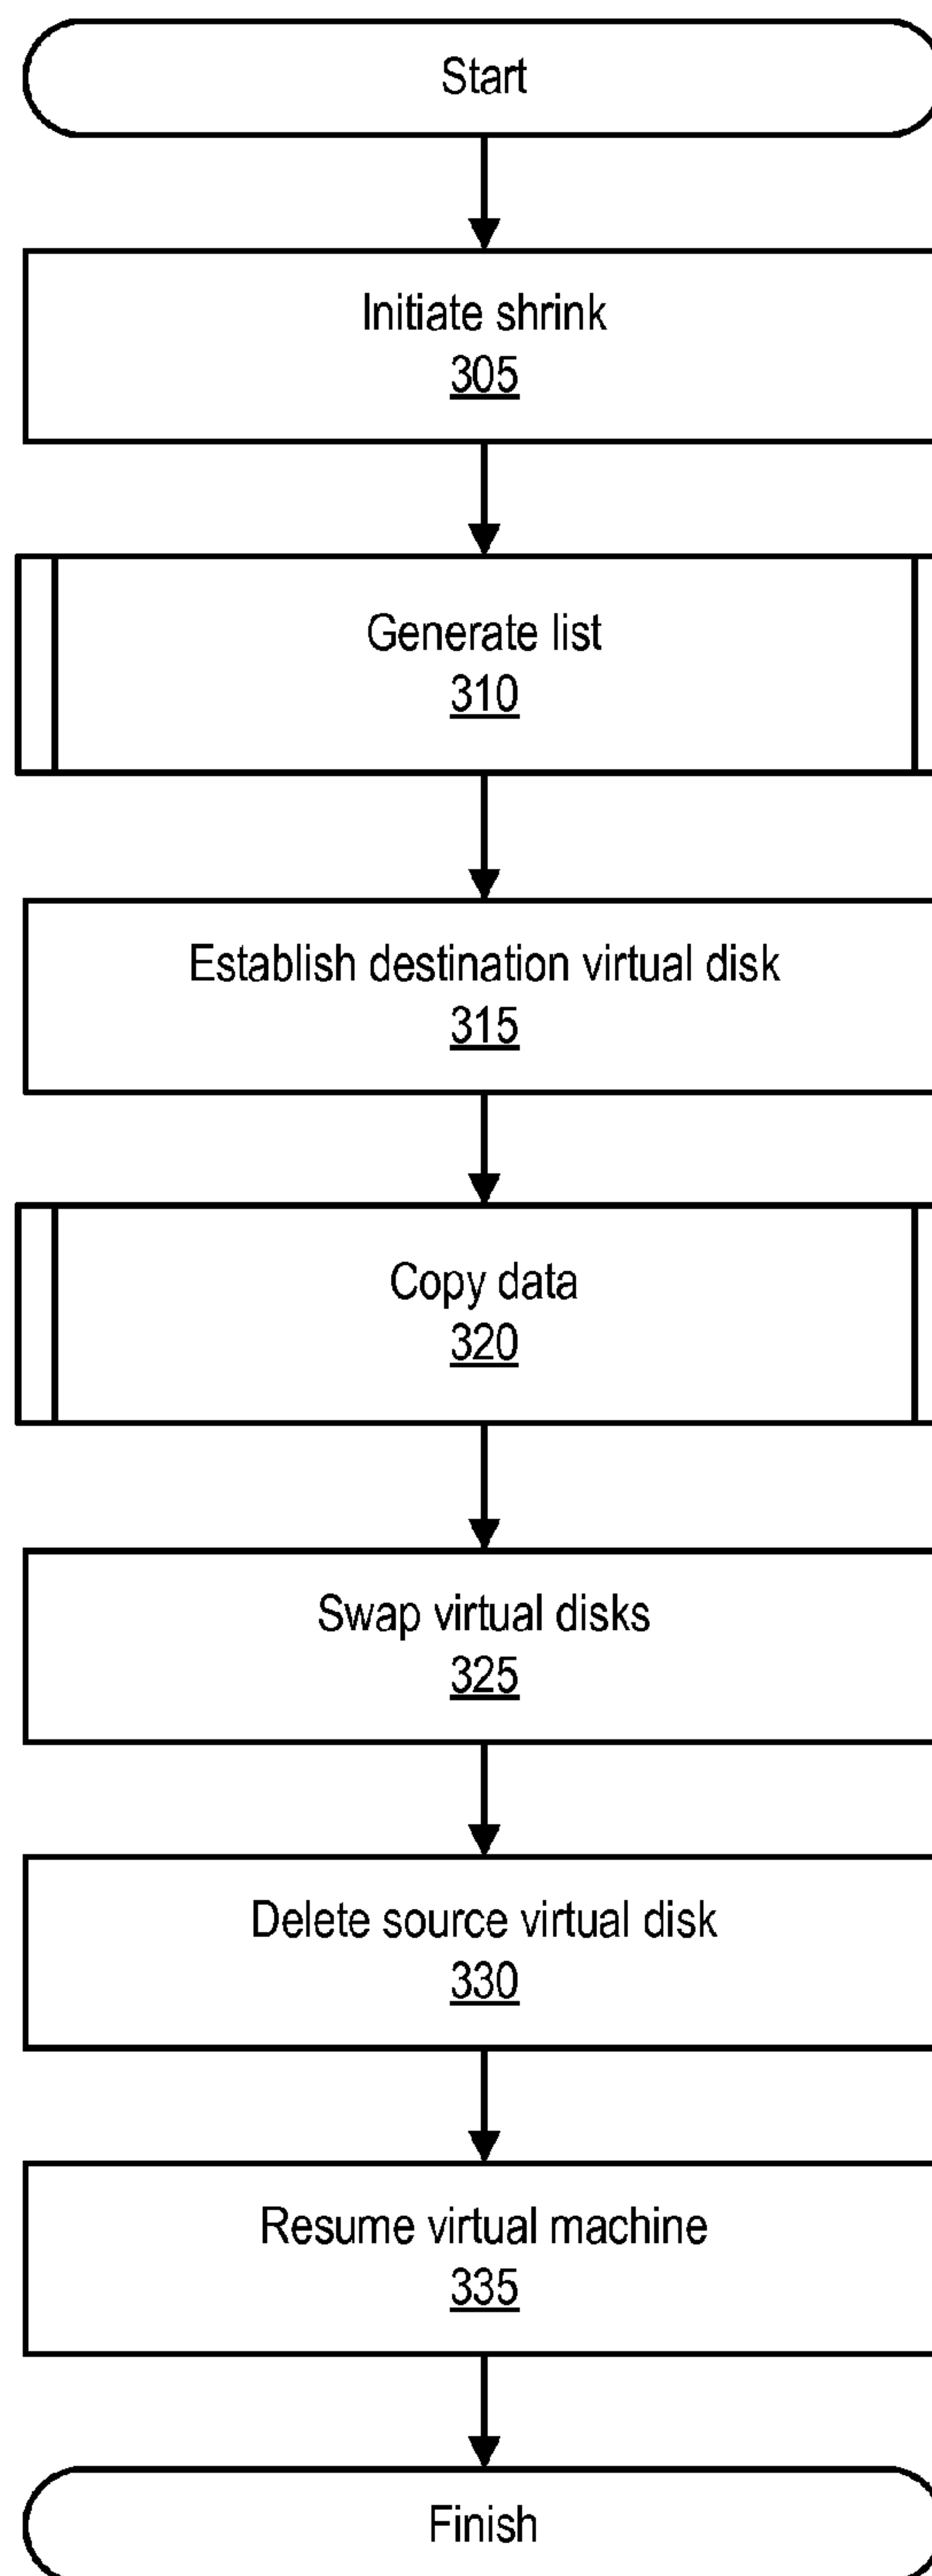 Start
Initiate shrink
305
Generate list
310
Establish destination virtual disk
315
Copy data
320
Swap virtual disks
325
Delete source virtual disk
330
Resume virtual machine
335
Finish